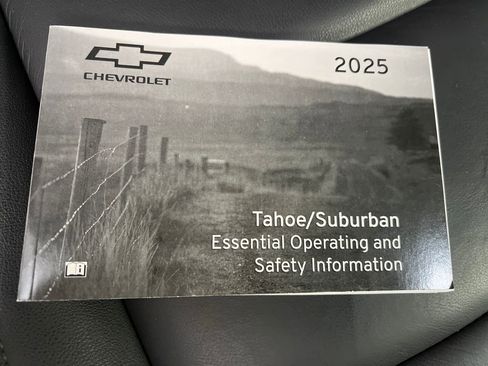 CHEVROLET
2025
Tahoe/Suburban
Essential Operating and
Safety Information